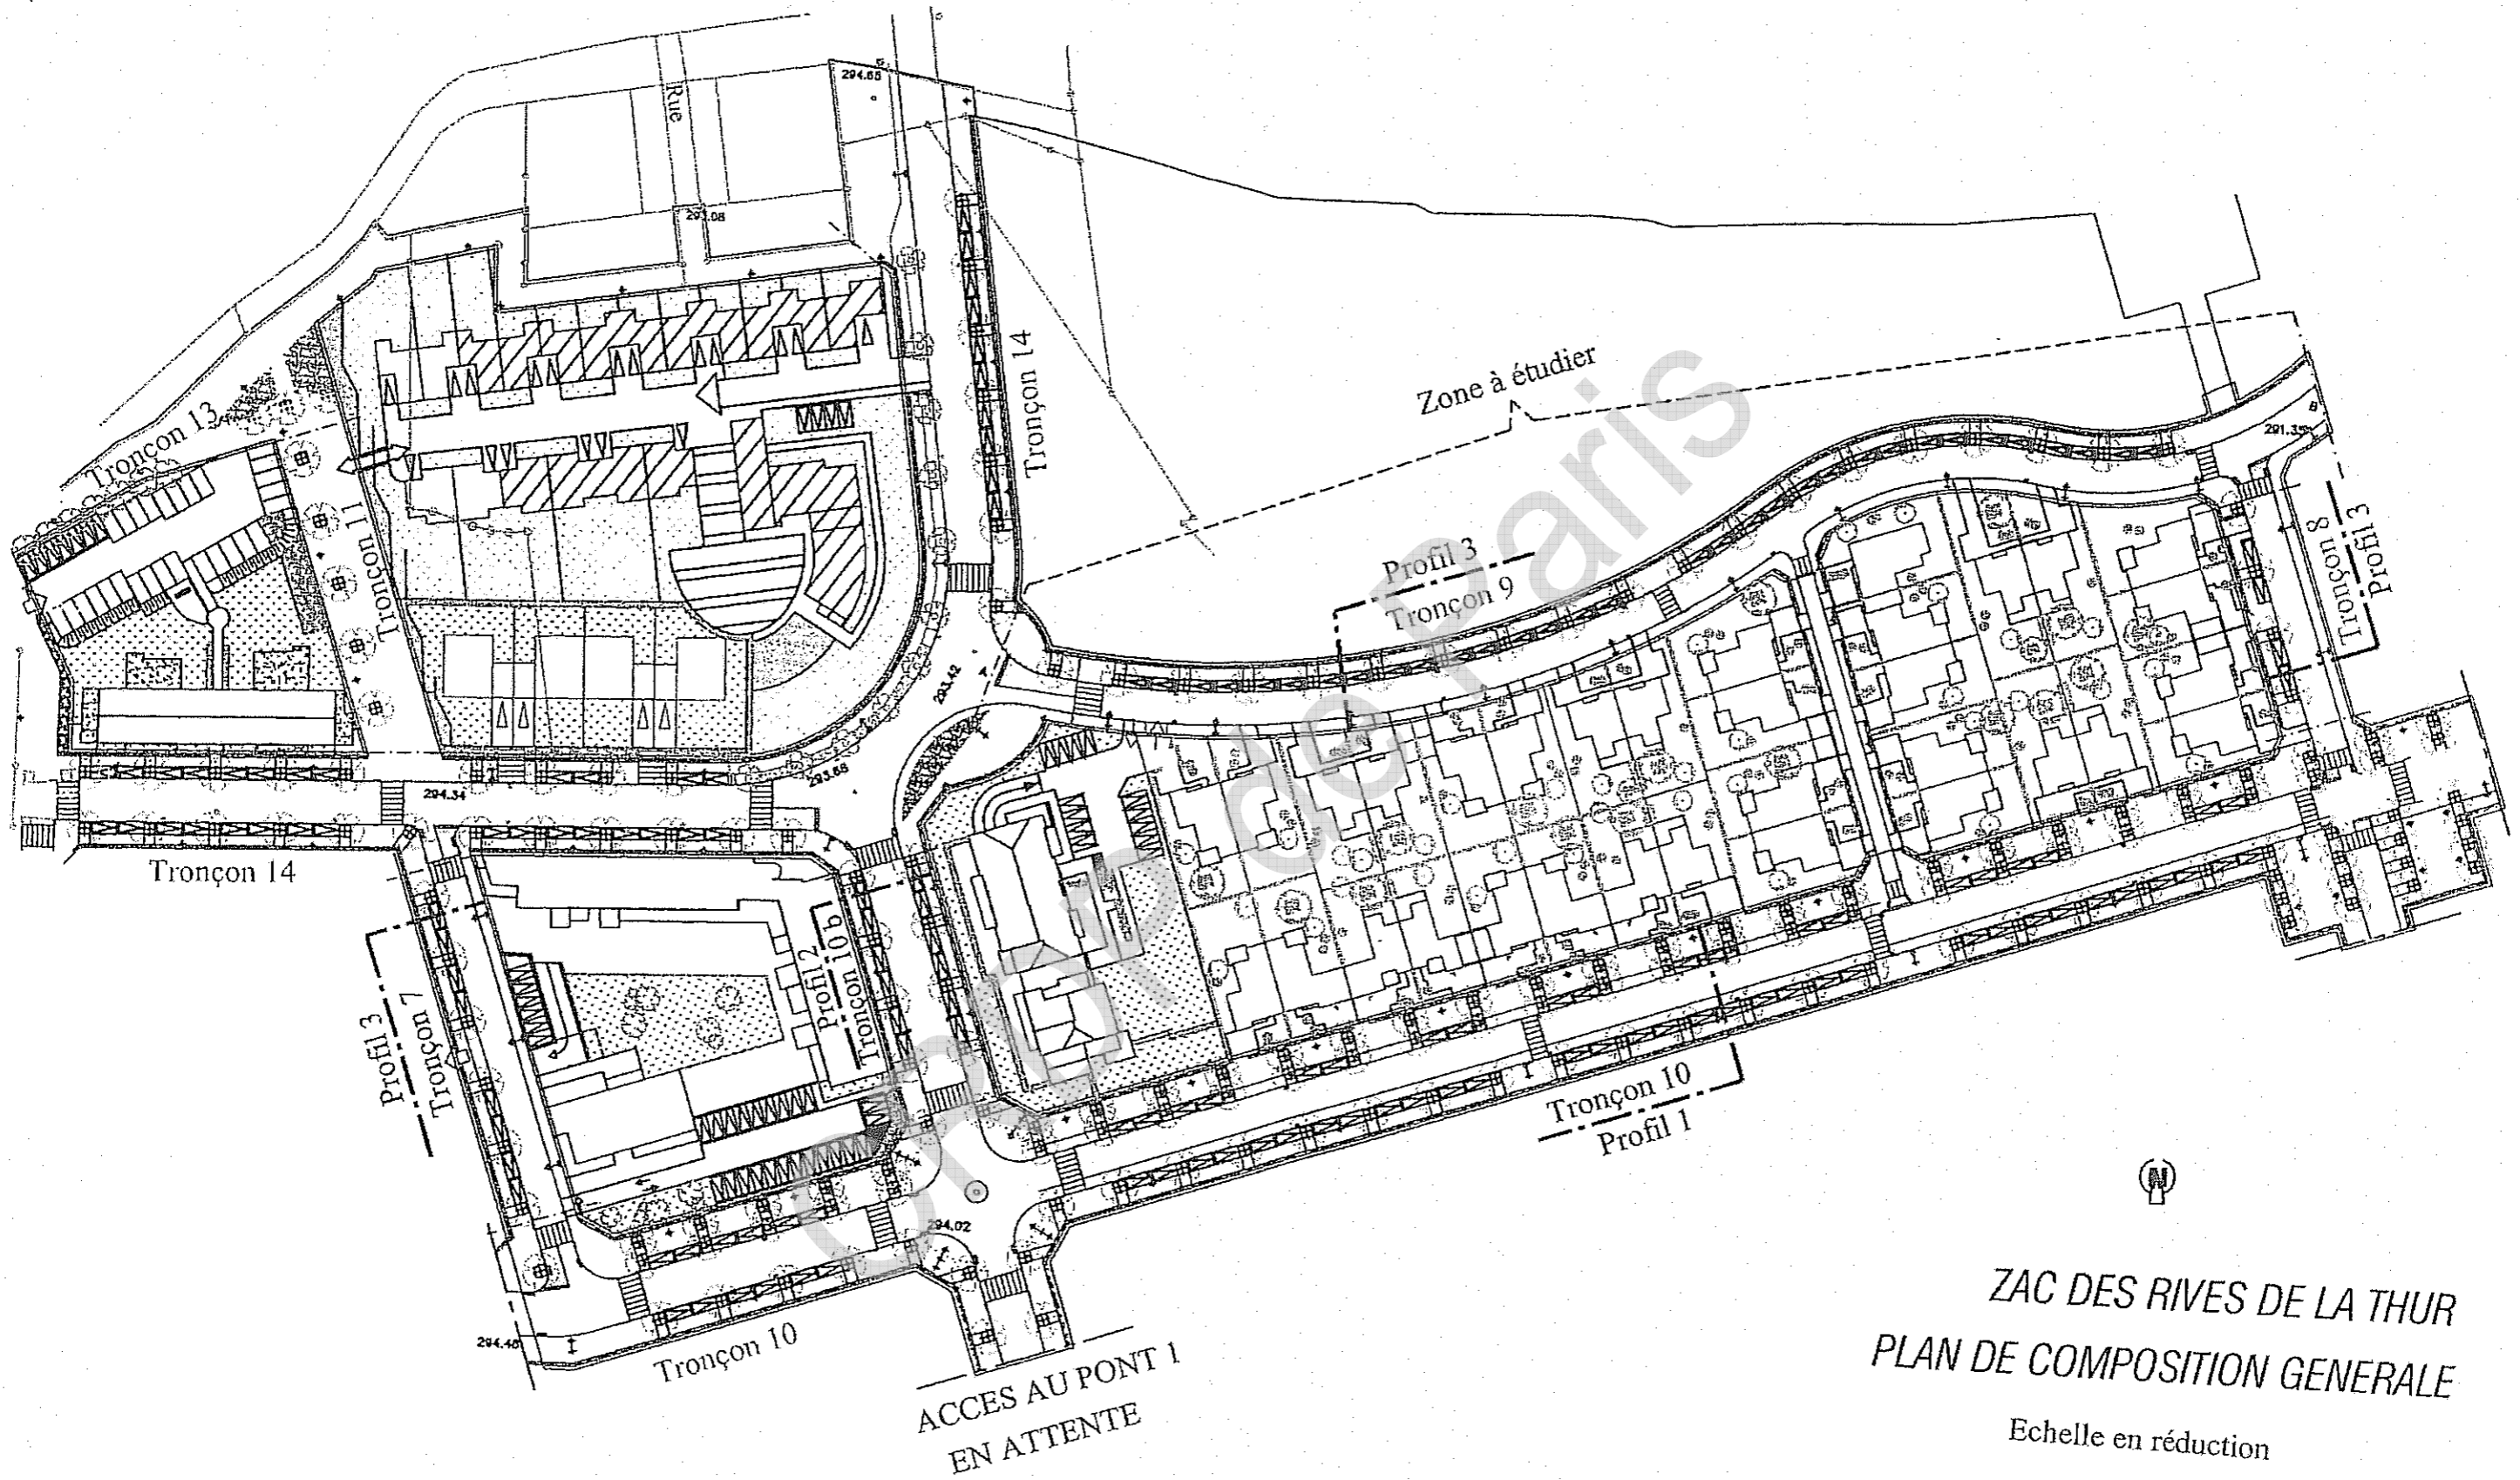 294.65
Rue
293.08
Tronçon 14
Tronçon 13
Tronçon 11
Zone à étudier
291.35
Profil 3
Tronçon 9
Profil 3
Tronçon 8
293.42
293.68
294.34
Tronçon 14
Profil 2
Tronçon 10 b
Profil 3
Tronçon 7
Tronçon 10
Profil 1
294.02
294.46
Tronçon 10
ACCES AU PONT 1
EN ATTENTE
N
ZAC DES RIVES DE LA THUR
PLAN DE COMPOSITION GENERALE
Echelle en réduction